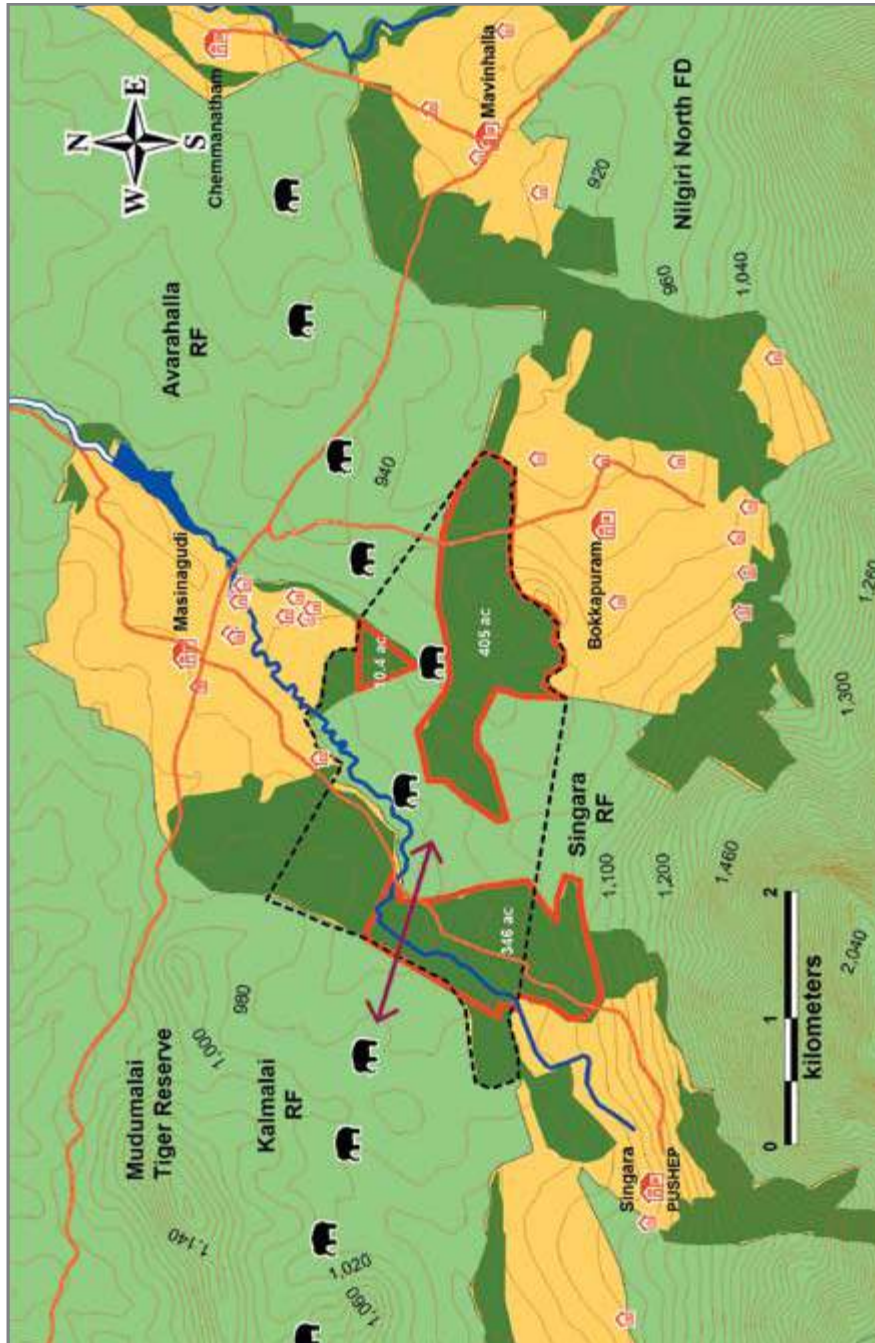 N
E
W
S
Chemmanatham
Mavinhalla
Nilgiri North FD
920
960
1,040
Avarahalla
RF
940
Masinagudi
10.4 ac
405 ac
Bokkapuram
1,260
1,300
Singara
RF
1,100
1,200
1,460
2,040
346 ac
Mudumalai
Tiger Reserve
Kalmalai
RF
980
1,000
1,140
1,020
1,060
Singara
PUSHEP
0
1
2
kilometers